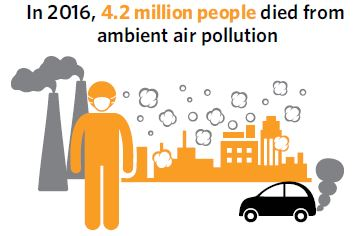 In 2016, 4.2 million people died from
ambient air pollution